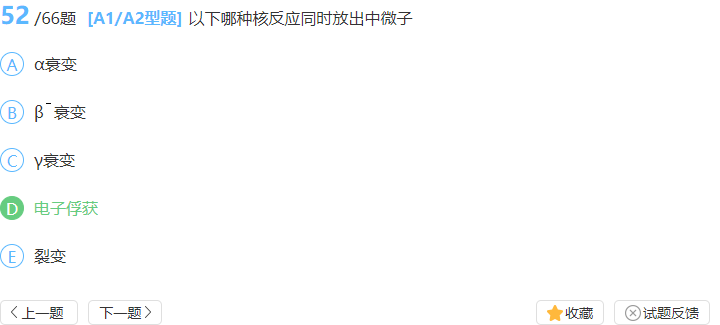 52 /66题 [A1/A2型题] 以下哪种核反应同时放出中微子
A α衰变
B β⁻衰变
C γ衰变
D 电子俘获
E 裂变
上一题 下一题 收藏 试题反馈